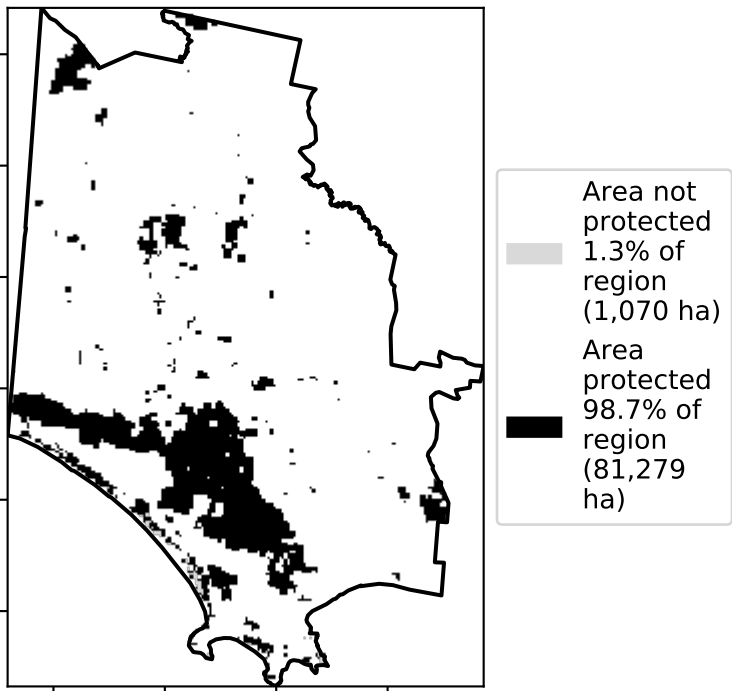 Area not
protected
1.3% of
region
(1,070 ha)
Area
protected
98.7% of
region
(81,279
ha)